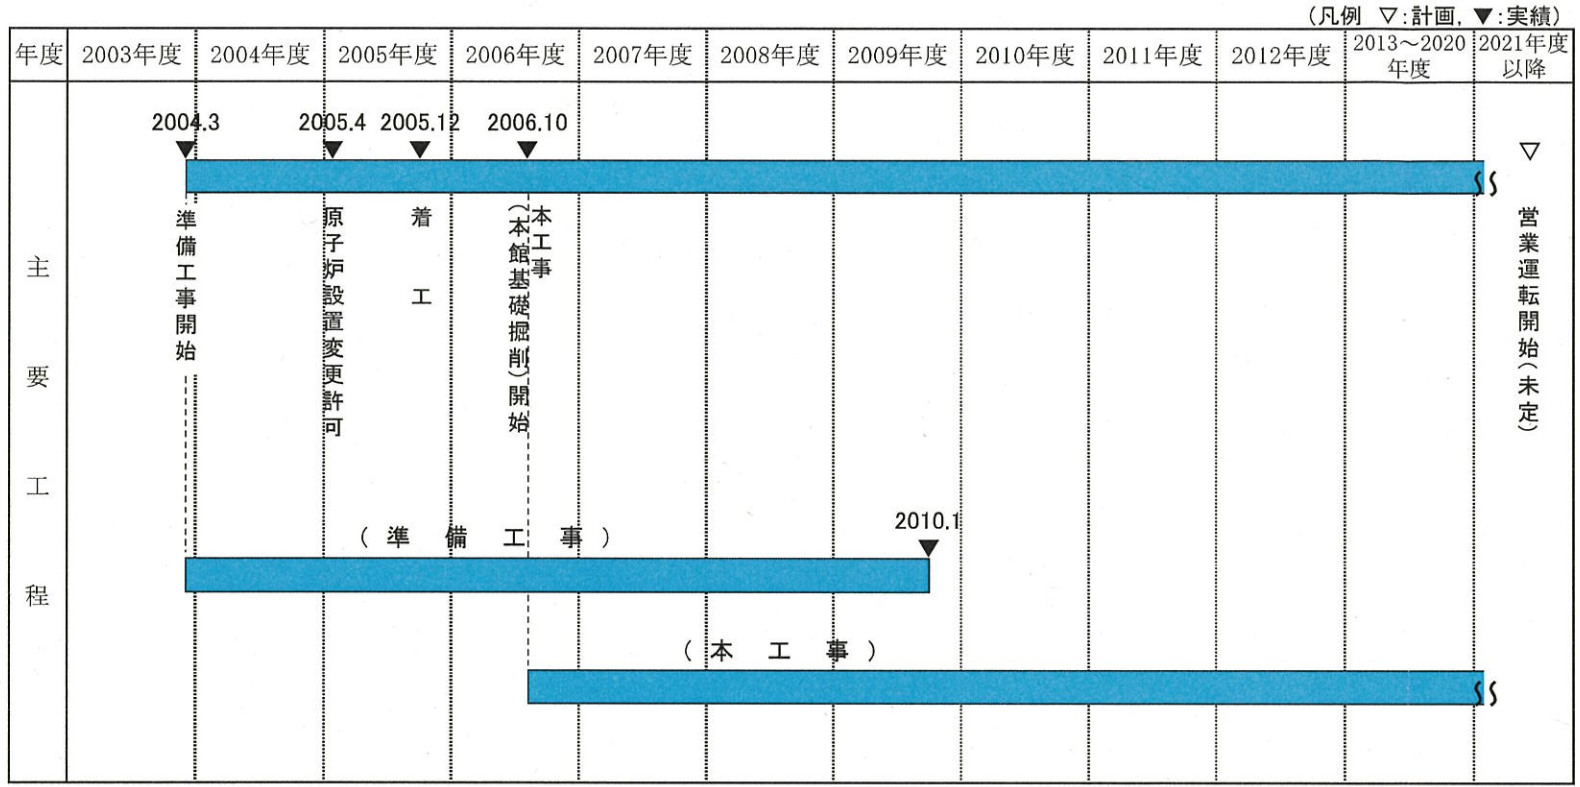 (凡例 ▽:計画, ▼:実績)
年度 2003年度 2004年度 2005年度 2006年度 2007年度 2008年度 2009年度 2010年度 2011年度 2012年度 2013～2020年度 2021年度以降
主要工程
2004.3 2005.4 2005.12 2006.10
準備工事開始
原子炉設置変更許可
着工
本工事
(本館基礎掘削)開始
営業運転開始(未定)
(準備工事)
2010.1
(本工事)